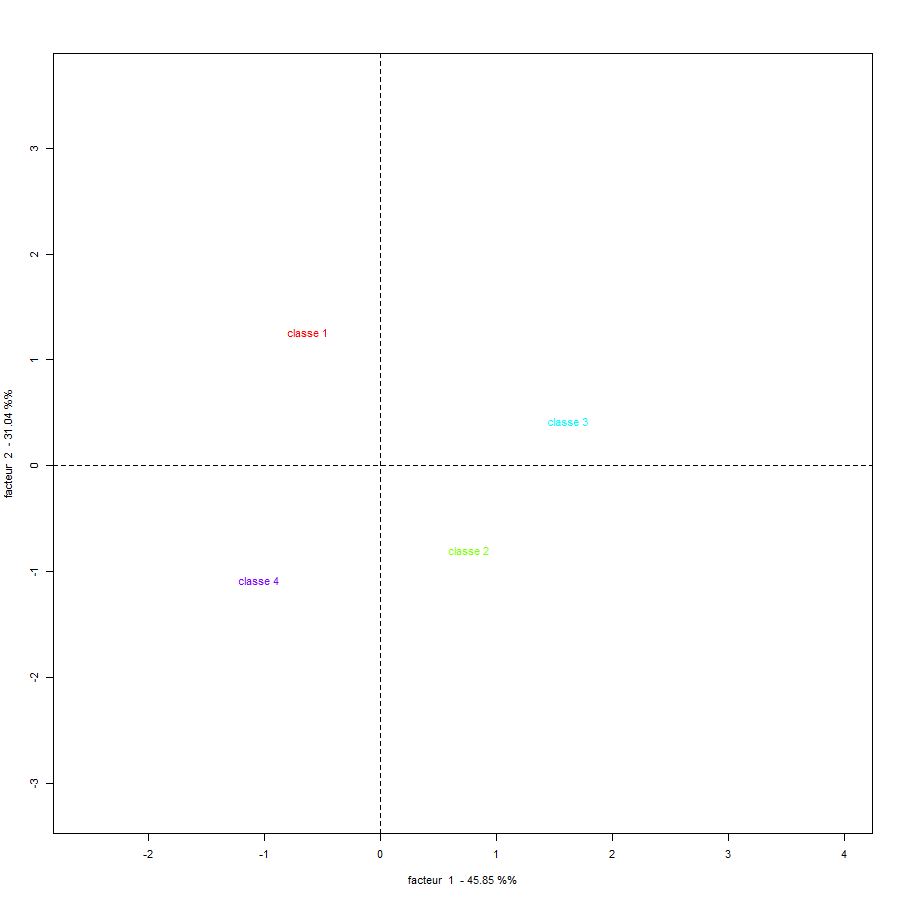 3
2
classe 1
1
classe 3
facteur 2 - 31.04 %%
0
classe 2
-1
classe 4
-2
-3
-2 -1 0 1 2 3 4
facteur 1 - 45.85 %%